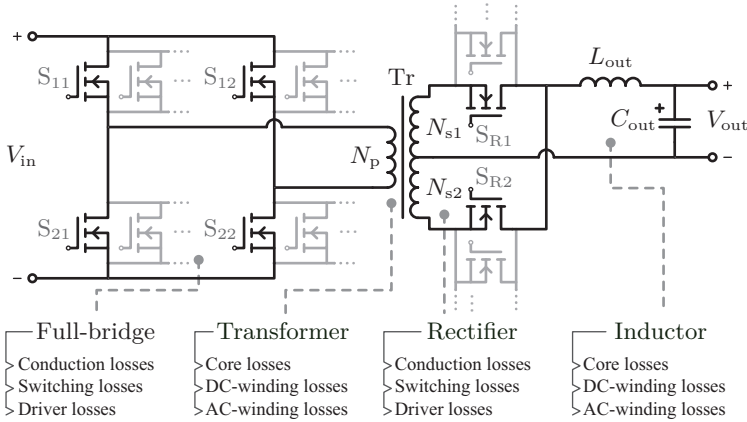 +
S11
S12
Tr
Lout
+
Vin
Np
Ns1
SR1
Cout
+
Vout
Ns2
SR2
−
S21
S22
−
Full-bridge
Conduction losses
Switching losses
Driver losses
Transformer
Core losses
DC-winding losses
AC-winding losses
Rectifier
Conduction losses
Switching losses
Driver losses
Inductor
Core losses
DC-winding losses
AC-winding losses